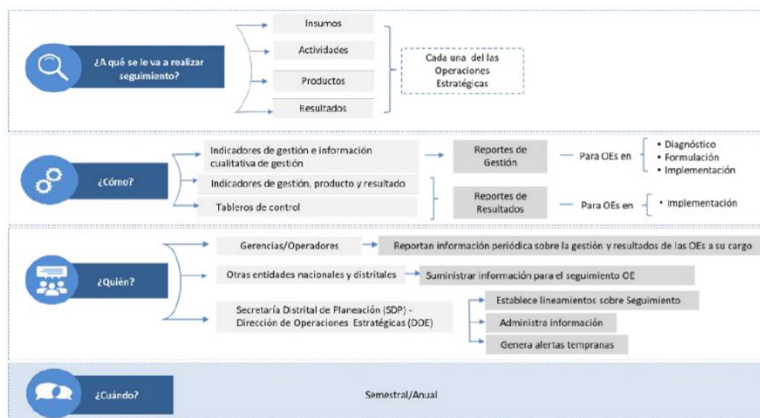 ¿A qué se le va a realizar
seguimiento?
Insumos
Actividades
Productos
Resultados
Cada una del las
Operaciones
Estratégicas
¿Cómo?
Indicadores de gestión e información
cualitativa de gestión
Indicadores de gestión, producto y resultado
Tableros de control
Reportes de
Gestión
Para OEs en
• Diagnóstico
• Formulación
• Implementación
Reportes de
Resultados
Para OEs en
• Implementación
¿Quién?
Gerencias/Operadores
Reportan información periódica sobre la gestión y resultados de las OEs a su cargo
Otras entidades nacionales y distritales
Suministrar información para el seguimiento OE
Secretaría Distrital de Planeación (SDP) -
Dirección de Operaciones Estratégicas (DOE)
Establece lineamientos sobre Seguimiento
Administra información
Genera alertas tempranas
¿Cuándo?
Semestral/Anual